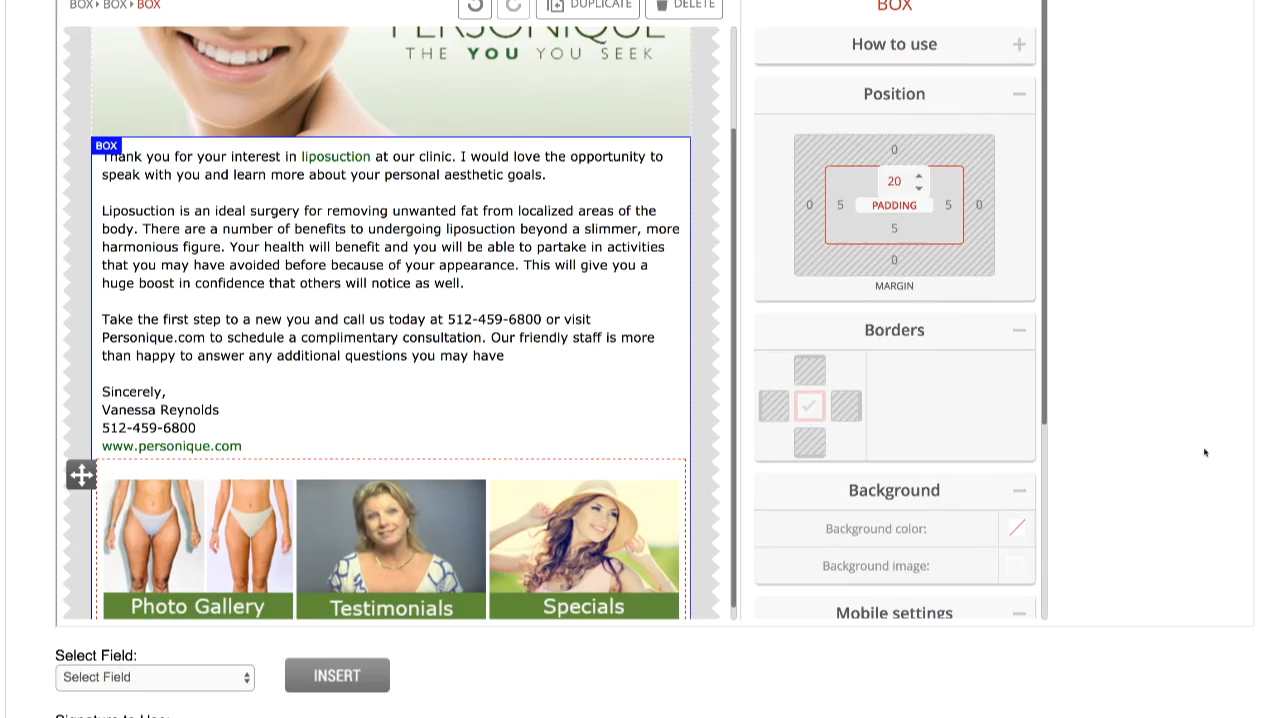 BOX ▸ BOX ▸ BOX
DUPLICATE
DELETE
BOX
PERSONIQUE
THE YOU YOU SEEK
BOX
Thank you for your interest in liposuction at our clinic. I would love the opportunity to
speak with you and learn more about your personal aesthetic goals.
Liposuction is an ideal surgery for removing unwanted fat from localized areas of the
body. There are a number of benefits to undergoing liposuction beyond a slimmer, more
harmonious figure. Your health will benefit and you will be able to partake in activities
that you may have avoided before because of your appearance. This will give you a
huge boost in confidence that others will notice as well.
Take the first step to a new you and call us today at 512-459-6800 or visit
Personique.com to schedule a complimentary consultation. Our friendly staff is more
than happy to answer any additional questions you may have
Sincerely,
Vanessa Reynolds
512-459-6800
www.personique.com
Photo Gallery
Testimonials
Specials
How to use
Position
0
20
0 5 PADDING 5 0
5
0
MARGIN
Borders
Background
Background color:
Background image:
Mobile settings
Select Field:
Select Field
INSERT
Signature to Use: